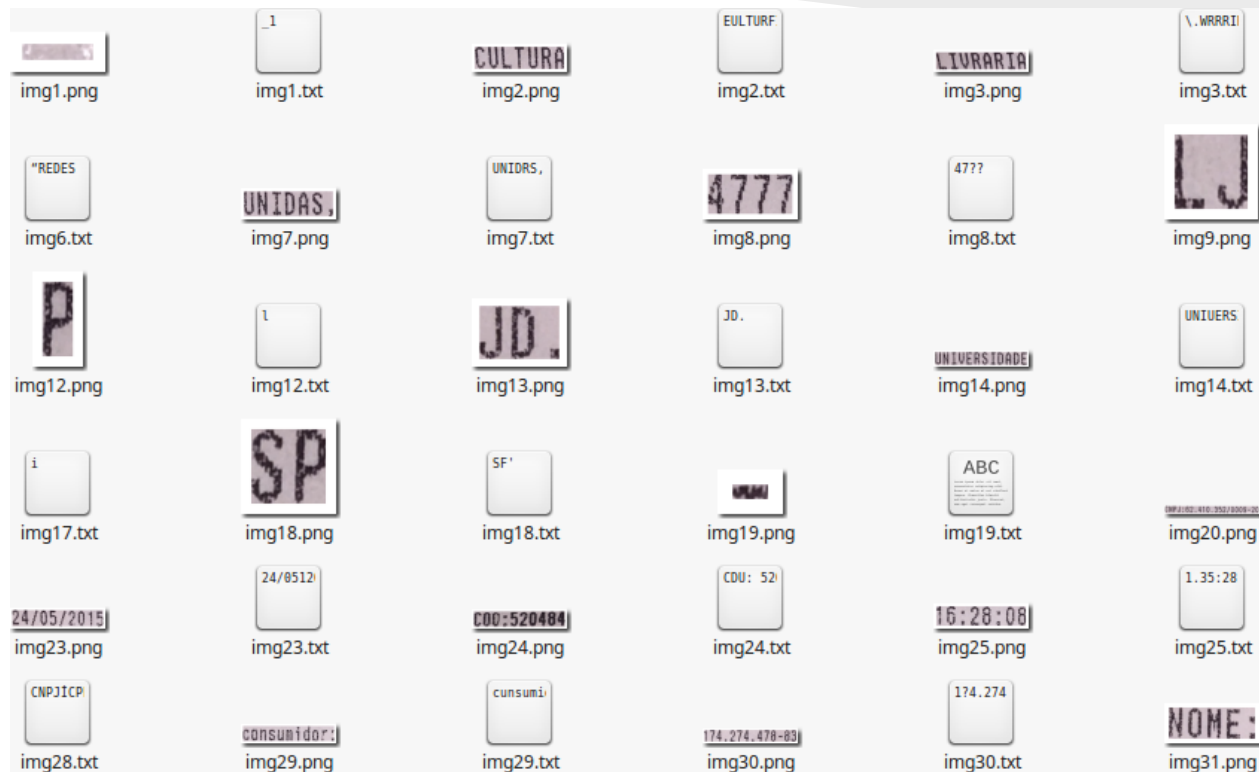 _1 CULTURA EULTURF LIVRARIA \.WRRRI
img1.png img1.txt img2.png img2.txt img3.png img3.txt
"REDES UNIDAS, UNIDRS, 4777 47?? LJ
img6.txt img7.png img7.txt img8.png img8.txt img9.png
P l JD. JD. UNIVERSIDADE UNIUERS
img12.png img12.txt img13.png img13.txt img14.png img14.txt
i SP SF' ABC
img17.txt img18.png img18.txt img19.png img19.txt img20.png
24/05/2015 24/0512 COO:520484 CDU: 52 16:28:08 1.35:28
img23.png img23.txt img24.png img24.txt img25.png img25.txt
CNPJÍCP consumidor: cunsumi 174.274.478-83 1?4.274 NOME:
img28.txt img29.png img29.txt img30.png img30.txt img31.png